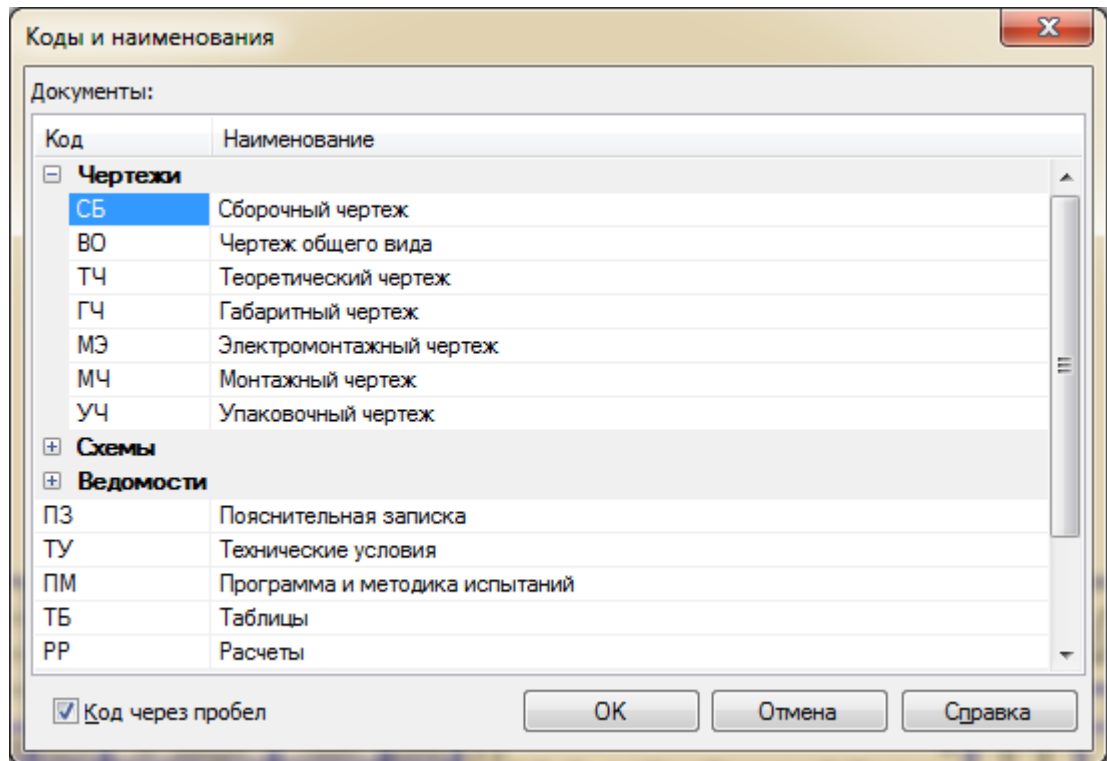 Коды и наименования
Документы:
Код Наименование
Чертежи
СБ Сборочный чертеж
ВО Чертеж общего вида
ТЧ Теоретический чертеж
ГЧ Габаритный чертеж
МЭ Электромонтажный чертеж
МЧ Монтажный чертеж
УЧ Упаковочный чертеж
Схемы
Ведомости
ПЗ Пояснительная записка
ТУ Технические условия
ПМ Программа и методика испытаний
ТБ Таблицы
РР Расчеты
Код через пробел ОК Отмена Справка